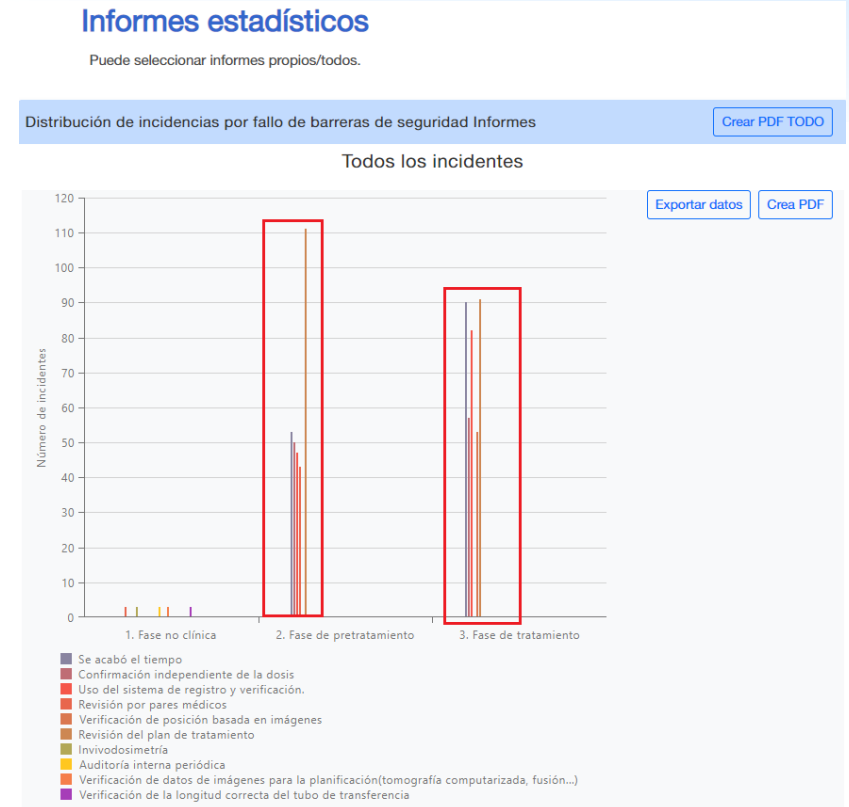 Informes estadísticos
Puede seleccionar informes propios/todos.
Distribución de incidencias por fallo de barreras de seguridad Informes
Crear PDF TODO
Todos los incidentes
Exportar datos
Crea PDF
Número de incidentes
120
110
100
90
80
70
60
50
40
30
20
10
0
1. Fase no clínica
2. Fase de pretratamiento
3. Fase de tratamiento
Se acabó el tiempo
Confirmación independiente de la dosis
Uso del sistema de registro y verificación.
Revisión por pares médicos
Verificación de posición basada en imágenes
Revisión del plan de tratamiento
Invivodosimetría
Auditoría interna periódica
Verificación de datos de imágenes para la planificación(tomografía computarizada, fusión...)
Verificación de la longitud correcta del tubo de transferencia